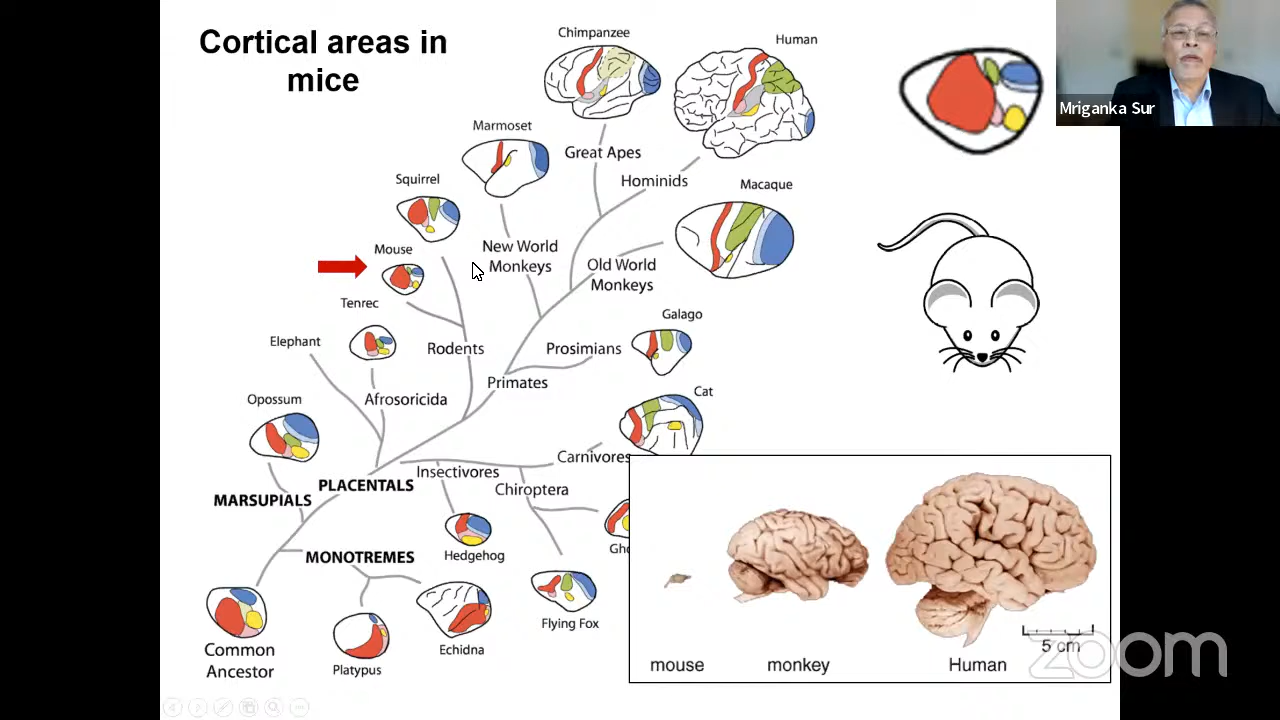 Cortical areas in
mice
Chimpanzee
Human
Mriganka Sur
Marmoset
Great Apes
Hominids
Squirrel
Macaque
Mouse
New World
Monkeys
Old World
Monkeys
Tenrec
Galago
Elephant
Rodents
Prosimians
Primates
Cat
Opossum
Afrosoricida
Carnivores
Insectivores
PLACENTALS
Chiroptera
MARSUPIALS
MONOTREMES
Hedgehog
Flying Fox
Common
Ancestor
Platypus
Echidna
5 cm
mouse
monkey
Human
zoom